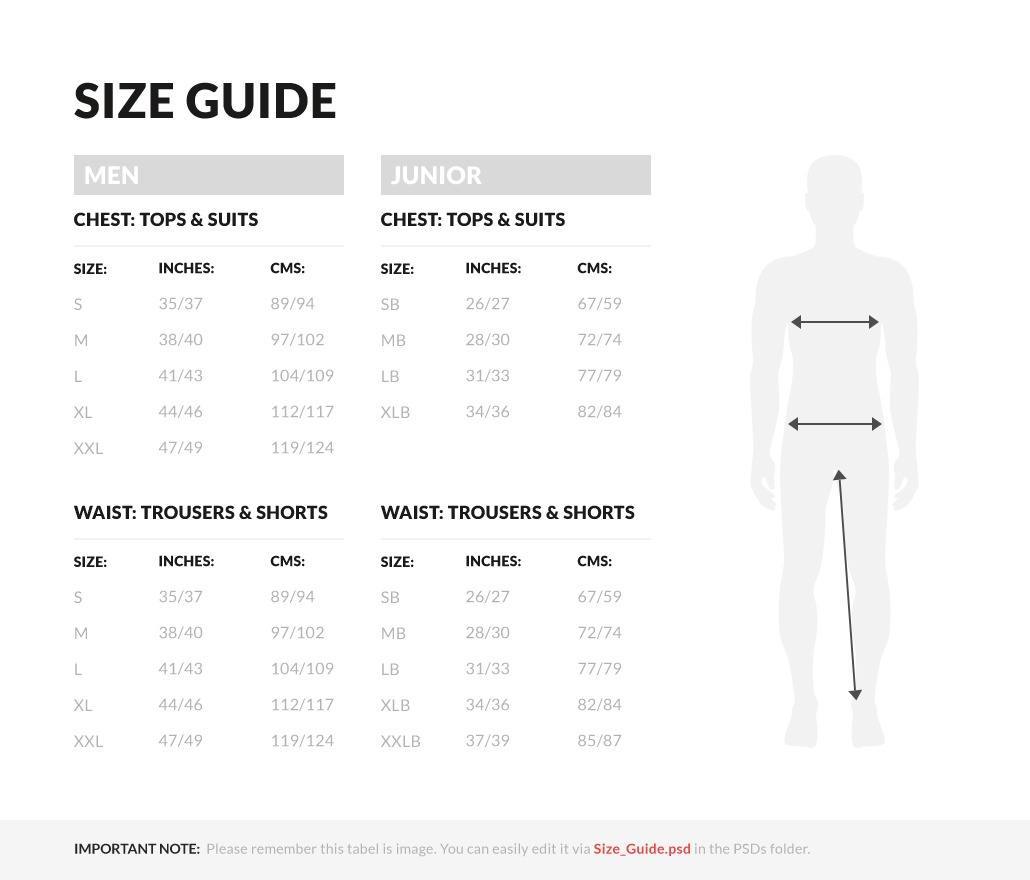 SIZE GUIDE
MEN
CHEST: TOPS & SUITS
SIZE: INCHES: CMS:
S 35/37 89/94
M 38/40 97/102
L 41/43 104/109
XL 44/46 112/117
XXL 47/49 119/124
WAIST: TROUSERS & SHORTS
SIZE: INCHES: CMS:
S 35/37 89/94
M 38/40 97/102
L 41/43 104/109
XL 44/46 112/117
XXL 47/49 119/124
JUNIOR
CHEST: TOPS & SUITS
SIZE: INCHES: CMS:
SB 26/27 67/59
MB 28/30 72/74
LB 31/33 77/79
XLB 34/36 82/84
WAIST: TROUSERS & SHORTS
SIZE: INCHES: CMS:
SB 26/27 67/59
MB 28/30 72/74
LB 31/33 77/79
XLB 34/36 82/84
XXLB 37/39 85/87
IMPORTANT NOTE: Please remember this tabel is image. You can easily edit it via Size_Guide.psd in the PSDs folder.